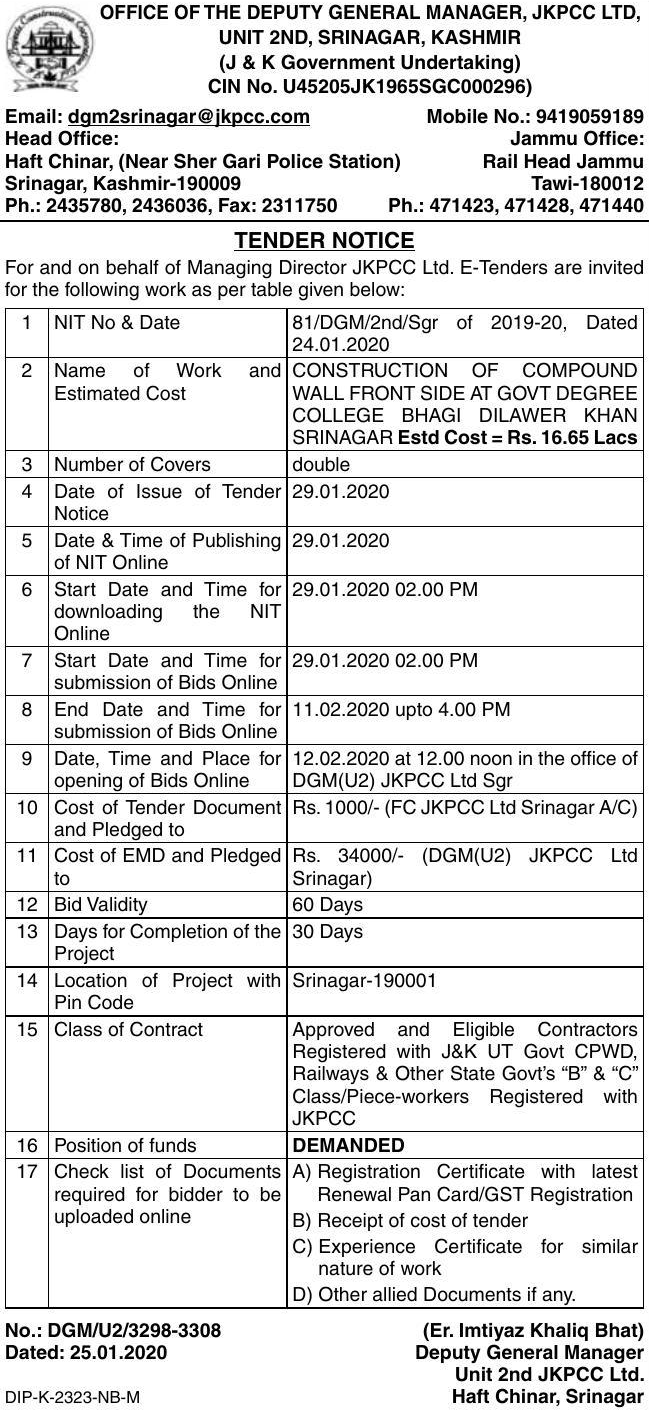 OFFICE OF THE DEPUTY GENERAL MANAGER, JKPCC LTD,
UNIT 2ND, SRINAGAR, KASHMIR
(J & K Government Undertaking)
CIN No. U45205JK1965SGC000296)
Email: dgm2srinagar@jkpcc.com Mobile No.: 9419059189
Head Office: Jammu Office:
Haft Chinar, (Near Sher Gari Police Station) Rail Head Jammu
Srinagar, Kashmir-190009 Tawi-180012
Ph.: 2435780, 2436036, Fax: 2311750 Ph.: 471423, 471428, 471440
TENDER NOTICE
For and on behalf of Managing Director JKPCC Ltd. E-Tenders are invited
for the following work as per table given below:
1 NIT No & Date 81/DGM/2nd/Sgr of 2019-20, Dated
24.01.2020
2 Name of Work and CONSTRUCTION OF COMPOUND
Estimated Cost WALL FRONT SIDE AT GOVT DEGREE
COLLEGE BHAGI DILAWER KHAN
SRINAGAR Estd Cost = Rs. 16.65 Lacs
3 Number of Covers double
4 Date of Issue of Tender 29.01.2020
Notice
5 Date & Time of Publishing 29.01.2020
of NIT Online
6 Start Date and Time for 29.01.2020 02.00 PM
downloading the NIT
Online
7 Start Date and Time for 29.01.2020 02.00 PM
submission of Bids Online
8 End Date and Time for 11.02.2020 upto 4.00 PM
submission of Bids Online
9 Date, Time and Place for 12.02.2020 at 12.00 noon in the office of
opening of Bids Online DGM(U2) JKPCC Ltd Sgr
10 Cost of Tender Document Rs. 1000/- (FC JKPCC Ltd Srinagar A/C)
and Pledged to
11 Cost of EMD and Pledged Rs. 34000/- (DGM(U2) JKPCC Ltd
to Srinagar)
12 Bid Validity 60 Days
13 Days for Completion of the 30 Days
Project
14 Location of Project with Srinagar-190001
Pin Code
15 Class of Contract Approved and Eligible Contractors
Registered with J&K UT Govt CPWD,
Railways & Other State Govt's “B” & “C”
Class/Piece-workers Registered with
JKPCC
16 Position of funds DEMANDED
17 Check list of Documents A) Registration Certificate with latest
required for bidder to be Renewal Pan Card/GST Registration
uploaded online B) Receipt of cost of tender
C) Experience Certificate for similar
nature of work
D) Other allied Documents if any.
No.: DGM/U2/3298-3308 (Er. Imtiyaz Khaliq Bhat)
Dated: 25.01.2020 Deputy General Manager
Unit 2nd JKPCC Ltd.
DIP-K-2323-NB-M Haft Chinar, Srinagar